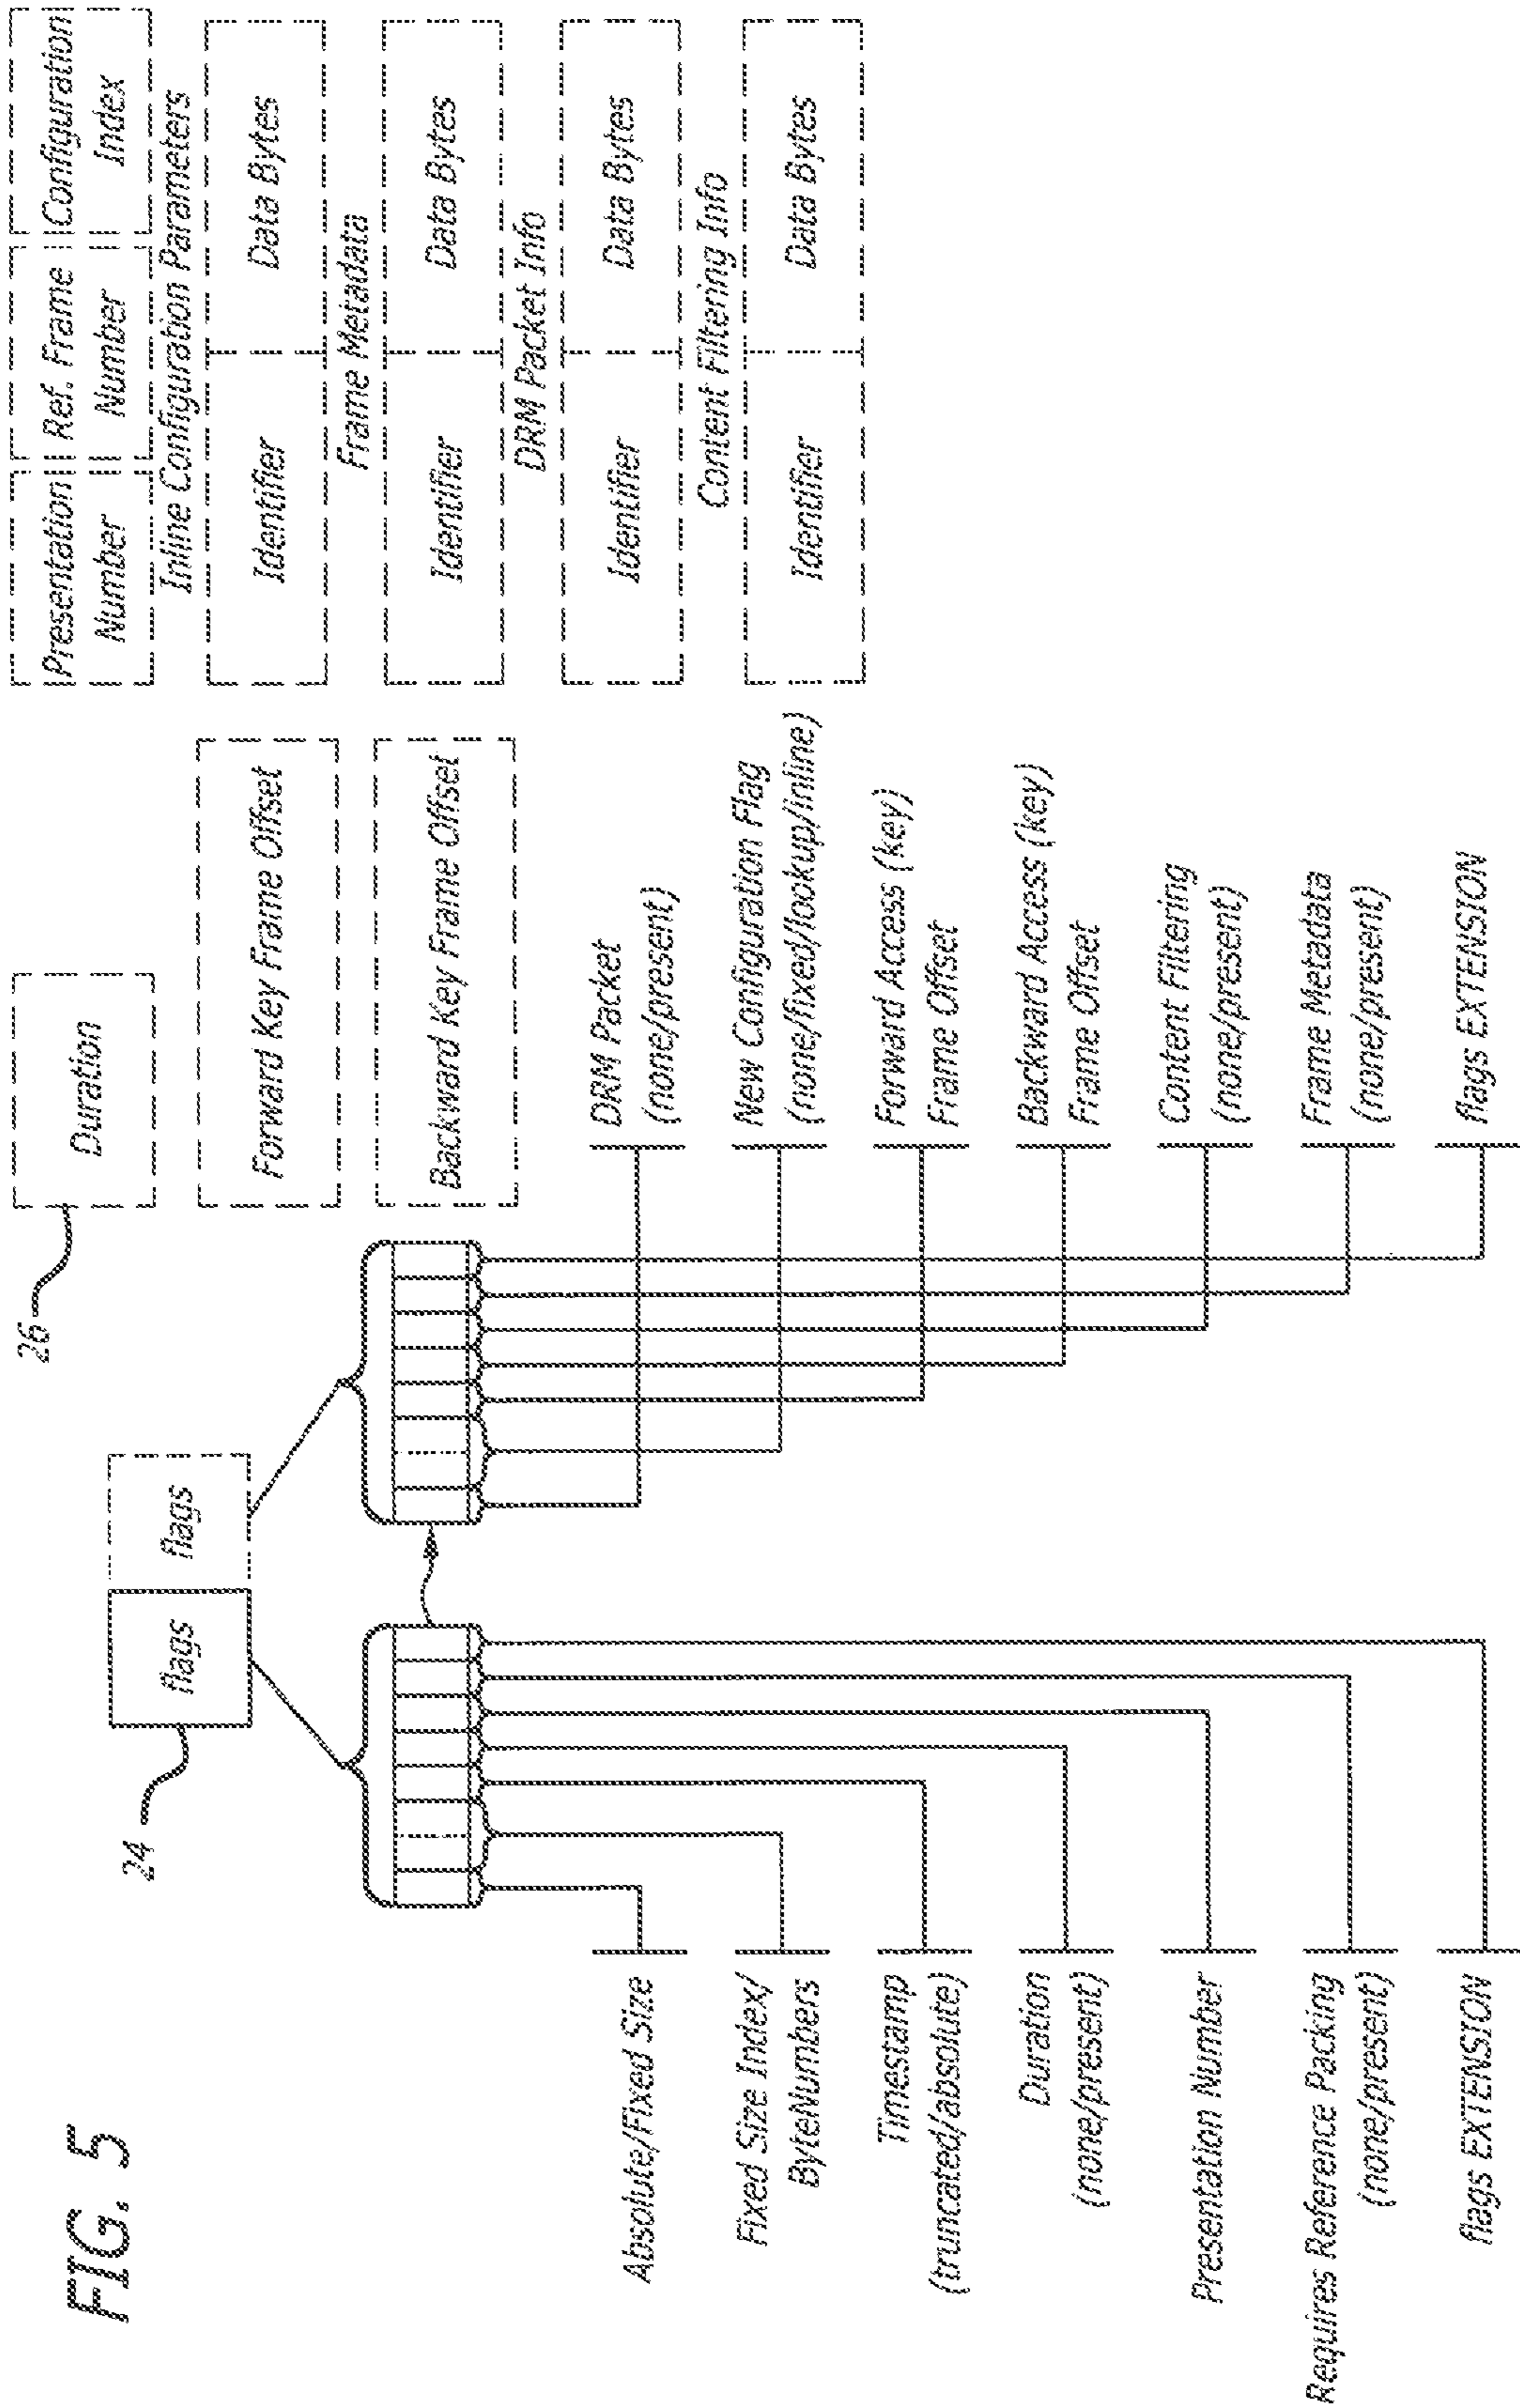 FIG. 5
24
flags
flags
26
Duration
Presentation Number
Ref. Frame Number
Configuration Index
Forward Key Frame Offset
Backward Key Frame Offset
Inline Configuration Parameters
Identifier
Data Bytes
Frame Metadata
Identifier
Data Bytes
DRM Packet Info
Identifier
Data Bytes
Content Filtering Info
Identifier
Data Bytes
Absolute/Fixed Size
Fixed Size Index/
ByteNumbers
Timestamp
(truncated/absolute)
Duration
(none/present)
Presentation Number
Requires Reference Packing
(none/present)
flags EXTENSION
DRM Packet
(none/present)
New Configuration Flag
(none/fixed/lookup/inline)
Forward Access (key)
Frame Offset
Backward Access (key)
Frame Offset
Content Filtering
(none/present)
Frame Metadata
(none/present)
flags EXTENSION